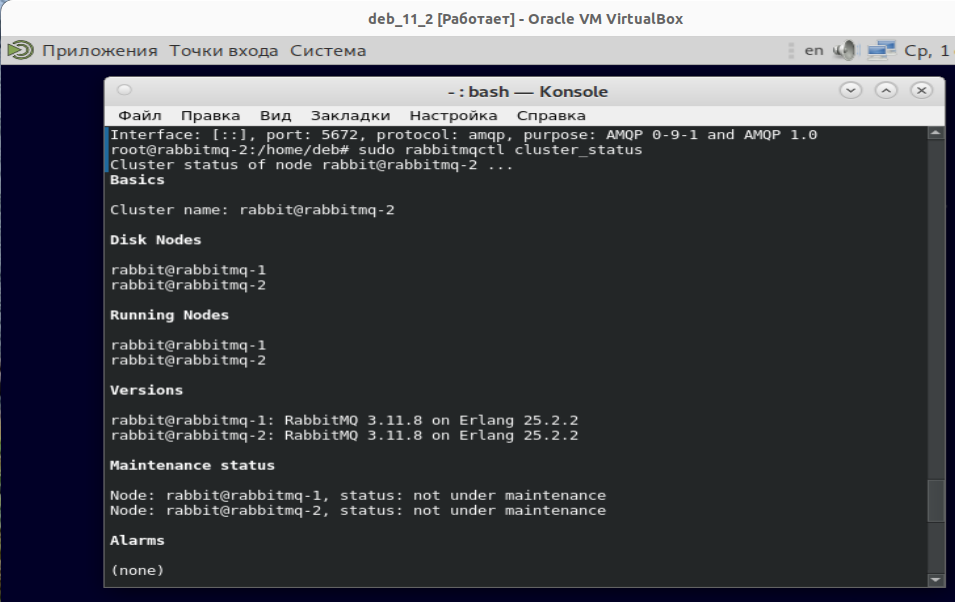 deb_11_2 [Работает] - Oracle VM VirtualBox
Приложения Точки входа Система en Ср, 1
- : bash — Konsole
Файл Правка Вид Закладки Настройка Справка
Interface: [::], port: 5672, protocol: amqp, purpose: AMQP 0-9-1 and AMQP 1.0
root@rabbitmq-2:/home/deb# sudo rabbitmqctl cluster_status
Cluster status of node rabbit@rabbitmq-2 ...
Basics
Cluster name: rabbit@rabbitmq-2
Disk Nodes
rabbit@rabbitmq-1
rabbit@rabbitmq-2
Running Nodes
rabbit@rabbitmq-1
rabbit@rabbitmq-2
Versions
rabbit@rabbitmq-1: RabbitMQ 3.11.8 on Erlang 25.2.2
rabbit@rabbitmq-2: RabbitMQ 3.11.8 on Erlang 25.2.2
Maintenance status
Node: rabbit@rabbitmq-1, status: not under maintenance
Node: rabbit@rabbitmq-2, status: not under maintenance
Alarms
(none)